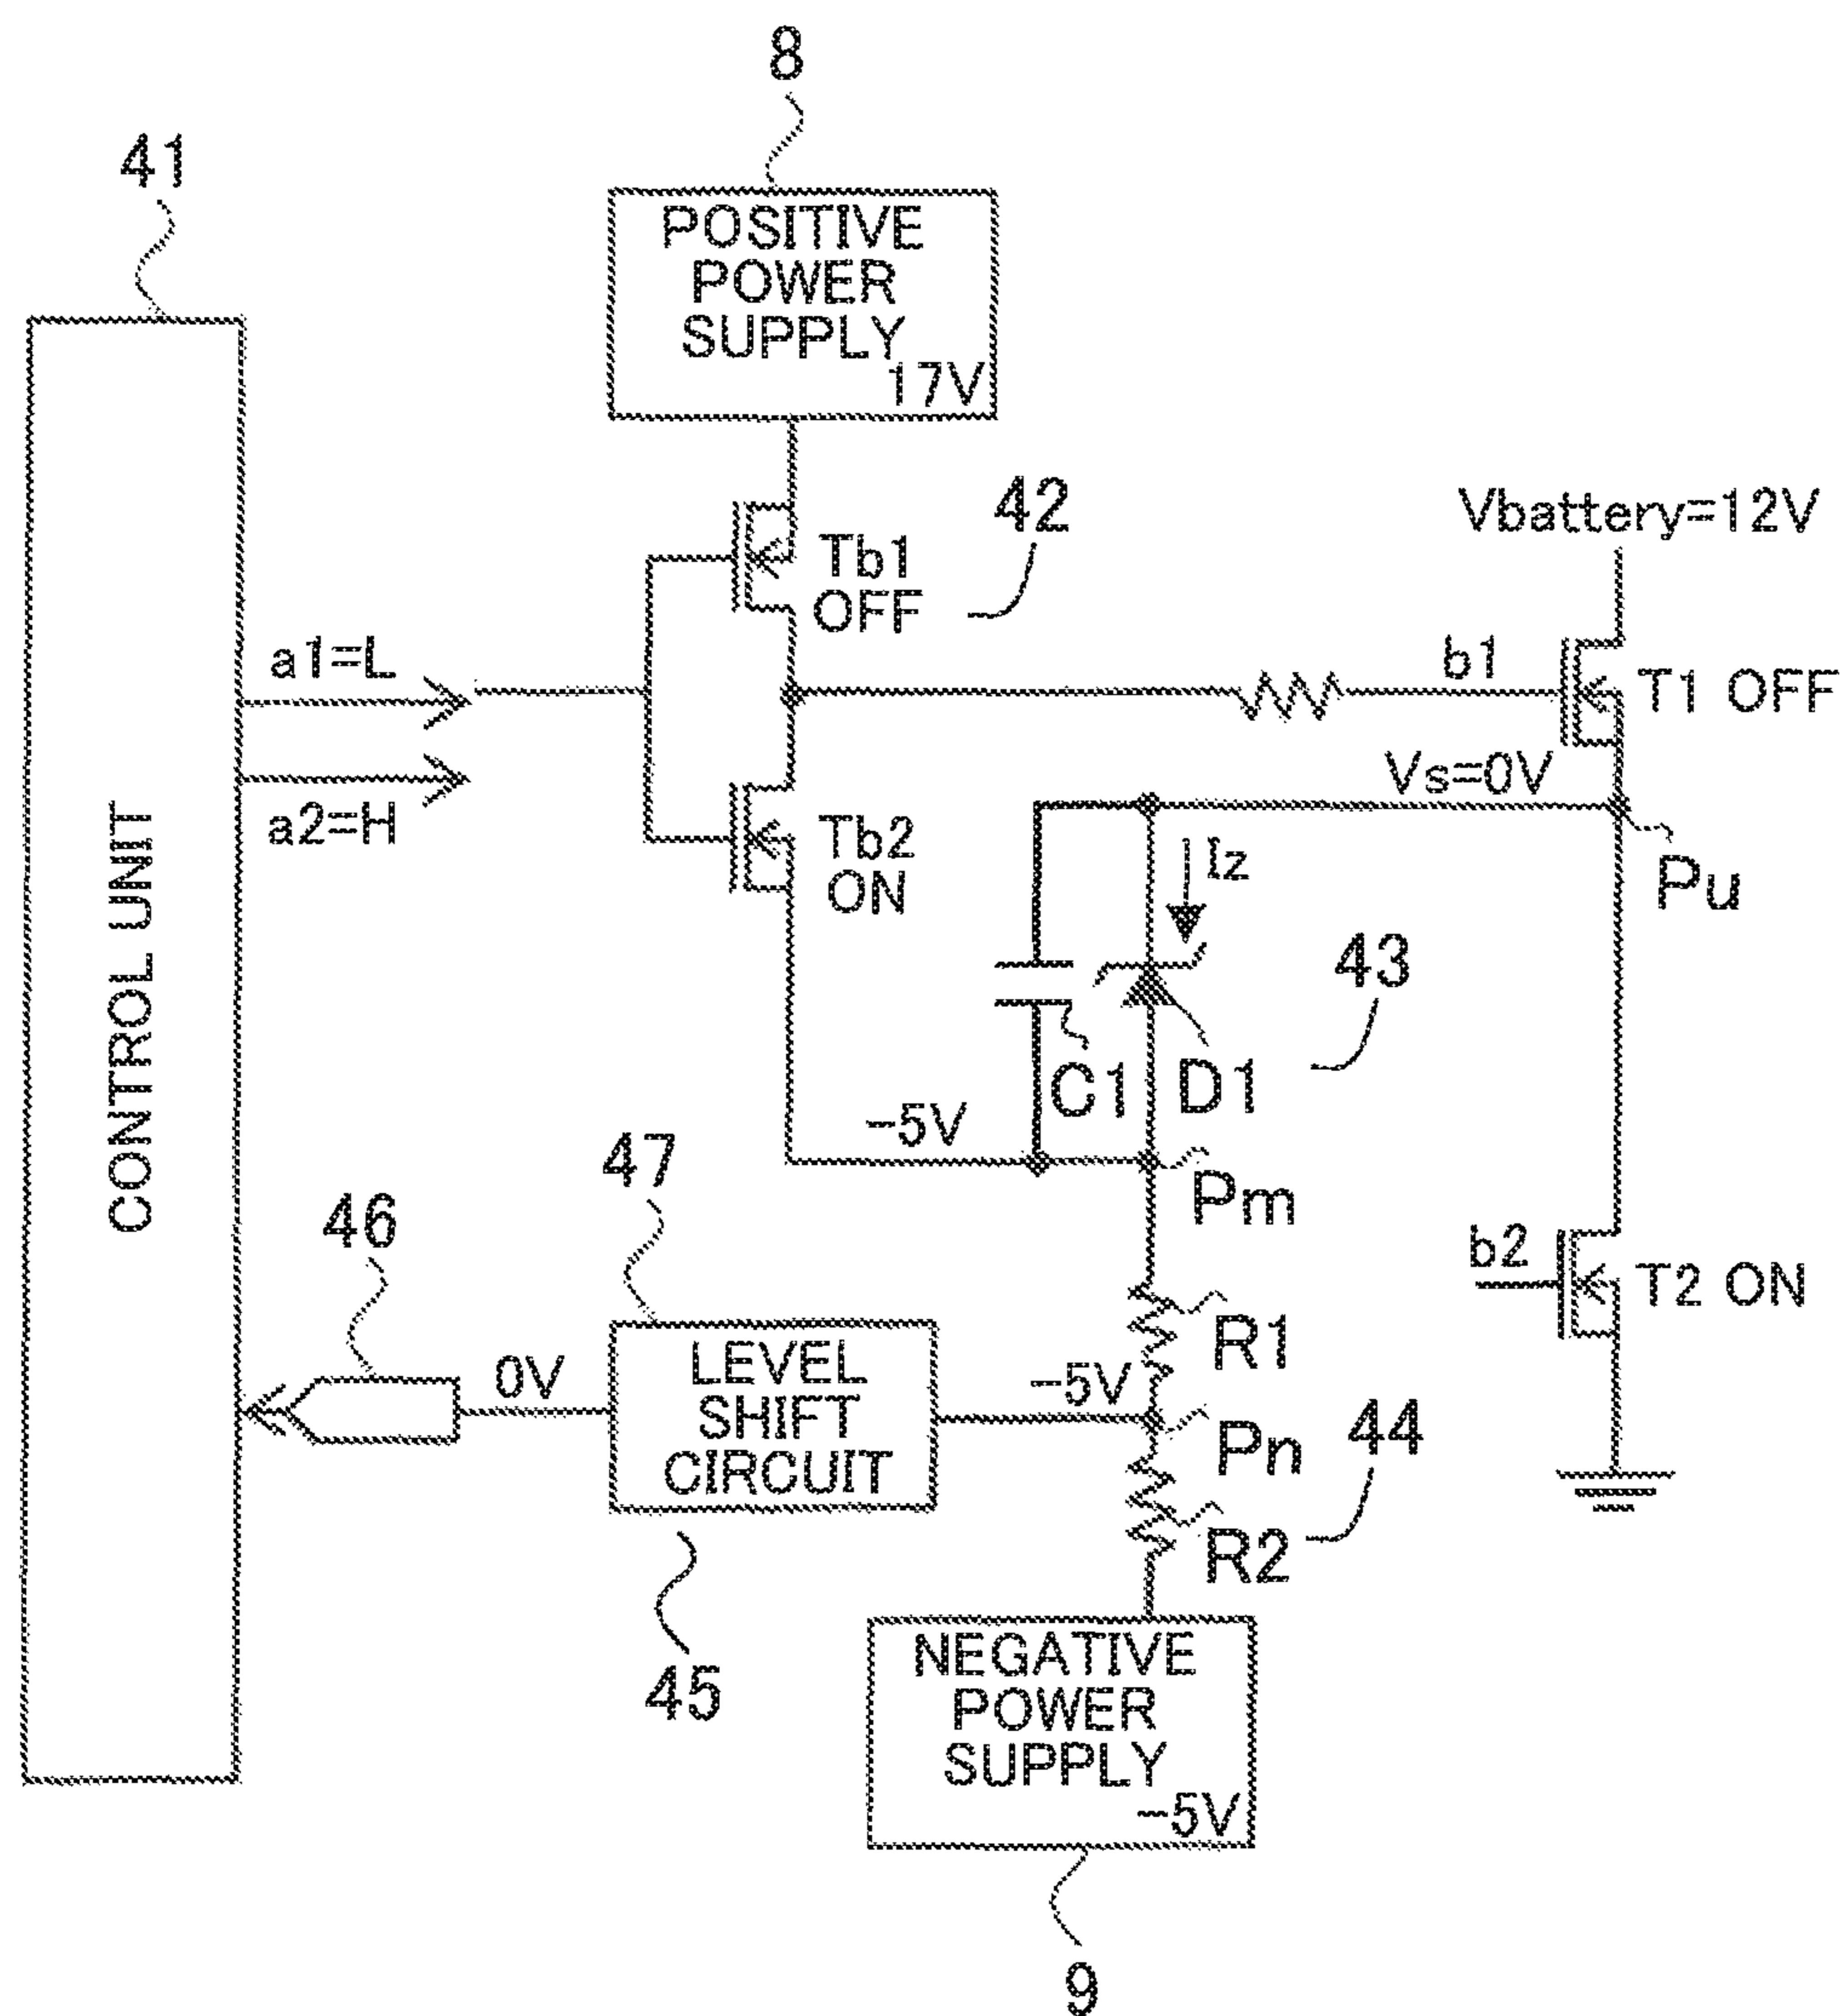 8
41
POSITIVE
POWER
SUPPLY
17V
42
Vbattery=12V
Tb1
OFF
a1=L
b1
T1 OFF
Vs=0V
a2=H
Tb2
ON
Iz
Pu
CONTROL UNIT
43
C1
D1
-5V
47
Pm
46
b2
T2 ON
R1
0V
LEVEL
SHIFT
CIRCUIT
-5V
Pn
44
R2
45
NEGATIVE
POWER
SUPPLY
-5V
9